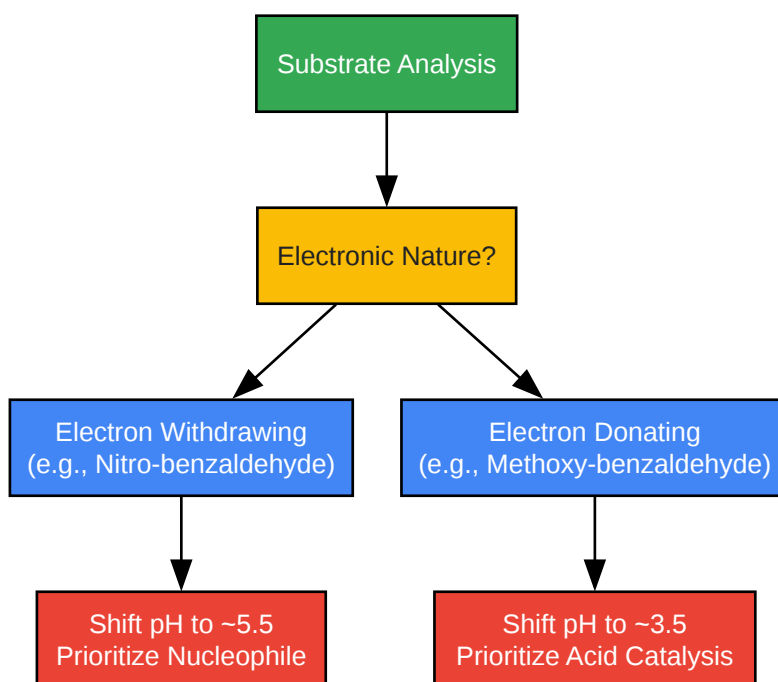 Substrate Analysis
Electronic Nature?
Electron Withdrawing
(e.g., Nitro-benzaldehyde)
Electron Donating
(e.g., Methoxy-benzaldehyde)
Shift pH to ~5.5
Prioritize Nucleophile
Shift pH to ~3.5
Prioritize Acid Catalysis